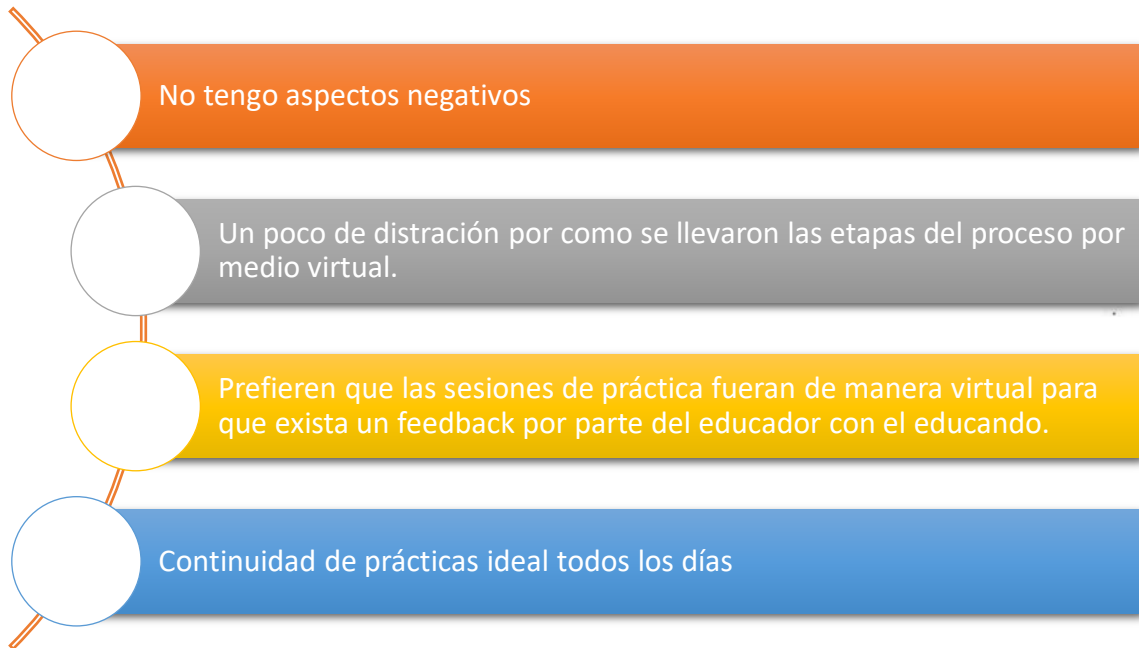 No tengo aspectos negativos
Un poco de distración por como se llevaron las etapas del proceso por
medio virtual.
Prefieren que las sesiones de práctica fueran de manera virtual para
que exista un feedback por parte del educador con el educando.
Continuidad de prácticas ideal todos los días